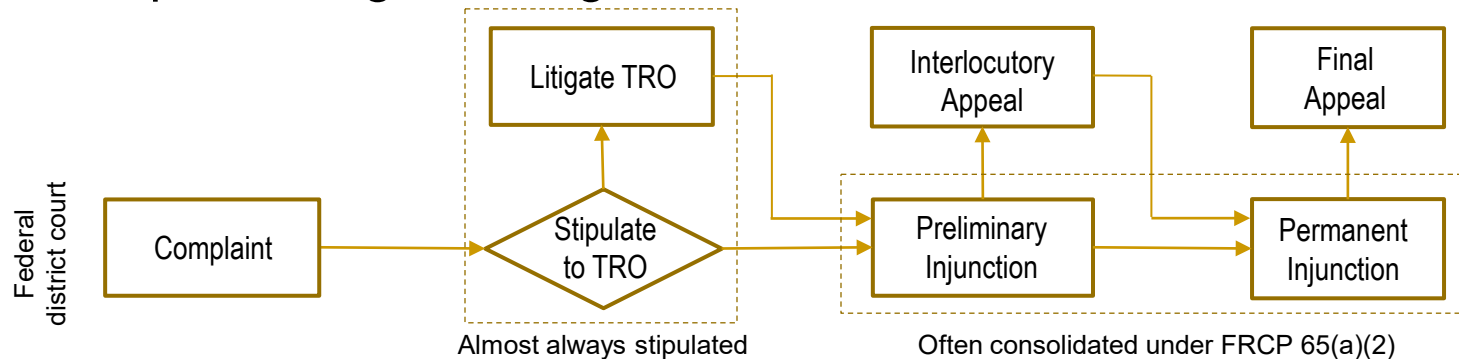 Litigate TRO
Interlocutory
Appeal
Final
Appeal
Federal
district court
Complaint
Stipulate
to TRO
Preliminary
Injunction
Permanent
Injunction
Almost always stipulated
Often consolidated under FRCP 65(a)(2)